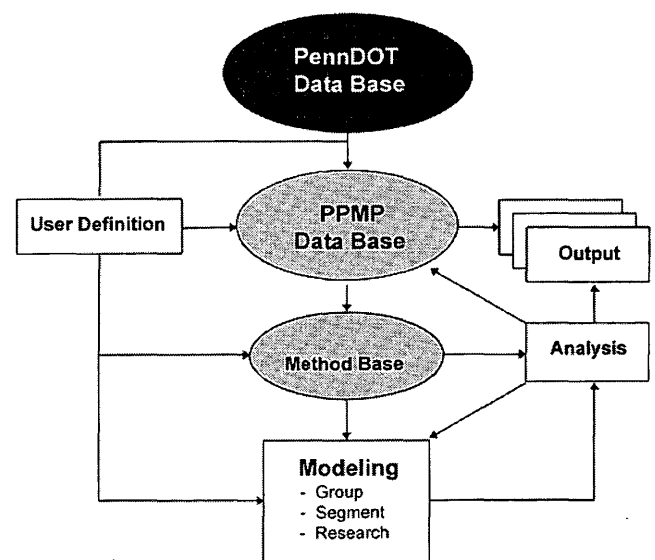 PennDOT
Data Base
User Definition
PPMP
Data Base
Output
Method Base
Analysis
Modeling
- Group
- Segment
- Research